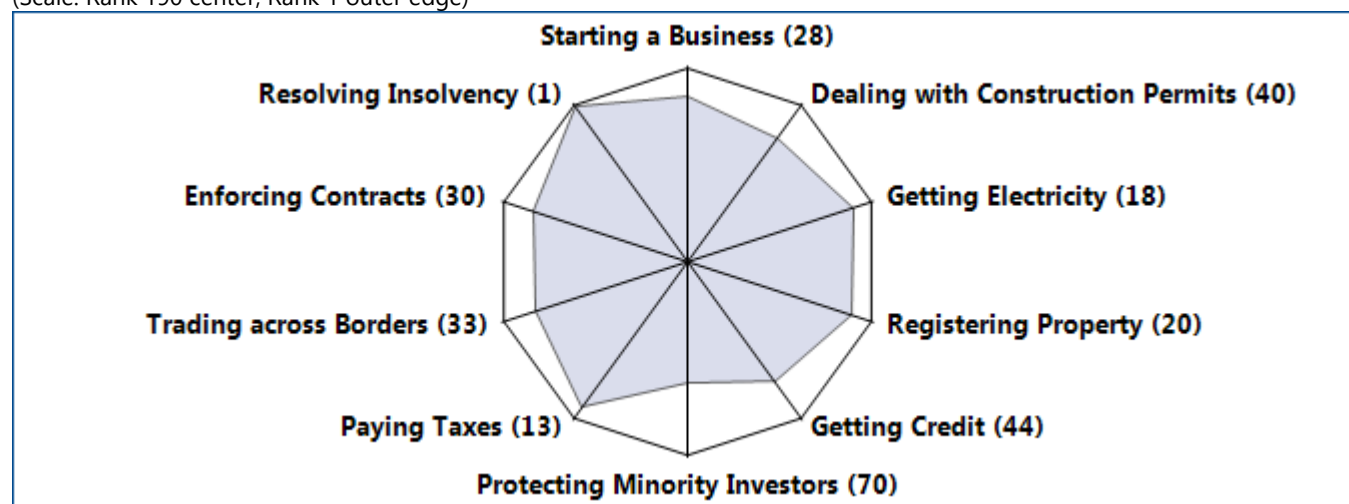 (Scale: Rank 190 center, Rank 1 outer edge)
Starting a Business (28)
Resolving Insolvency (1)
Dealing with Construction Permits (40)
Enforcing Contracts (30)
Getting Electricity (18)
Trading across Borders (33)
Registering Property (20)
Paying Taxes (13)
Getting Credit (44)
Protecting Minority Investors (70)